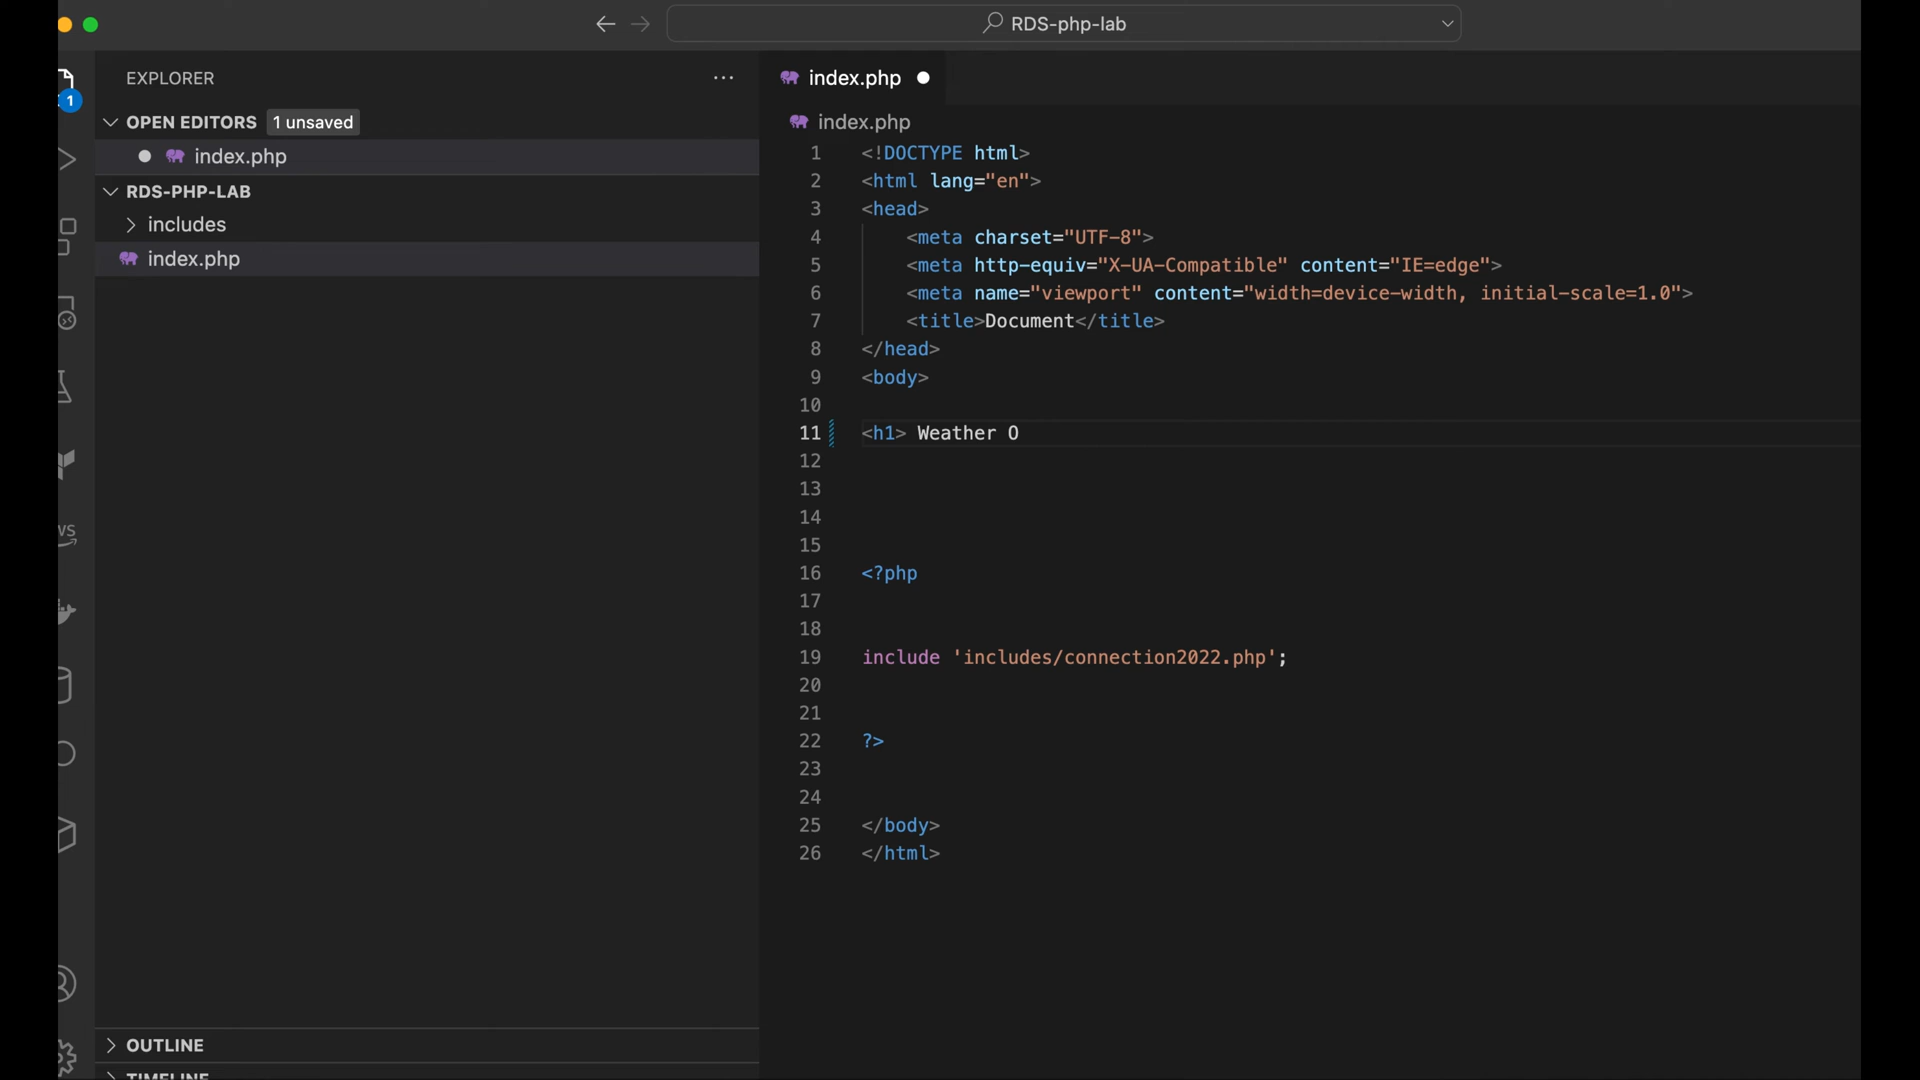 RDS-php-lab
EXPLORER
OPEN EDITORS 1 unsaved
index.php
RDS-PHP-LAB
includes
index.php
OUTLINE
TIMELINE
1
WS
index.php
index.php
1 <!DOCTYPE html>
2 <html lang="en">
3 <head>
4 <meta charset="UTF-8">
5 <meta http-equiv="X-UA-Compatible" content="IE=edge">
6 <meta name="viewport" content="width=device-width, initial-scale=1.0">
7 <title>Document</title>
8 </head>
9 <body>
10
11 <h1> Weather O
12
13
14
15
16 <?php
17
18
19 include 'includes/connection2022.php';
20
21
22 ?>
23
24
25 </body>
26 </html>